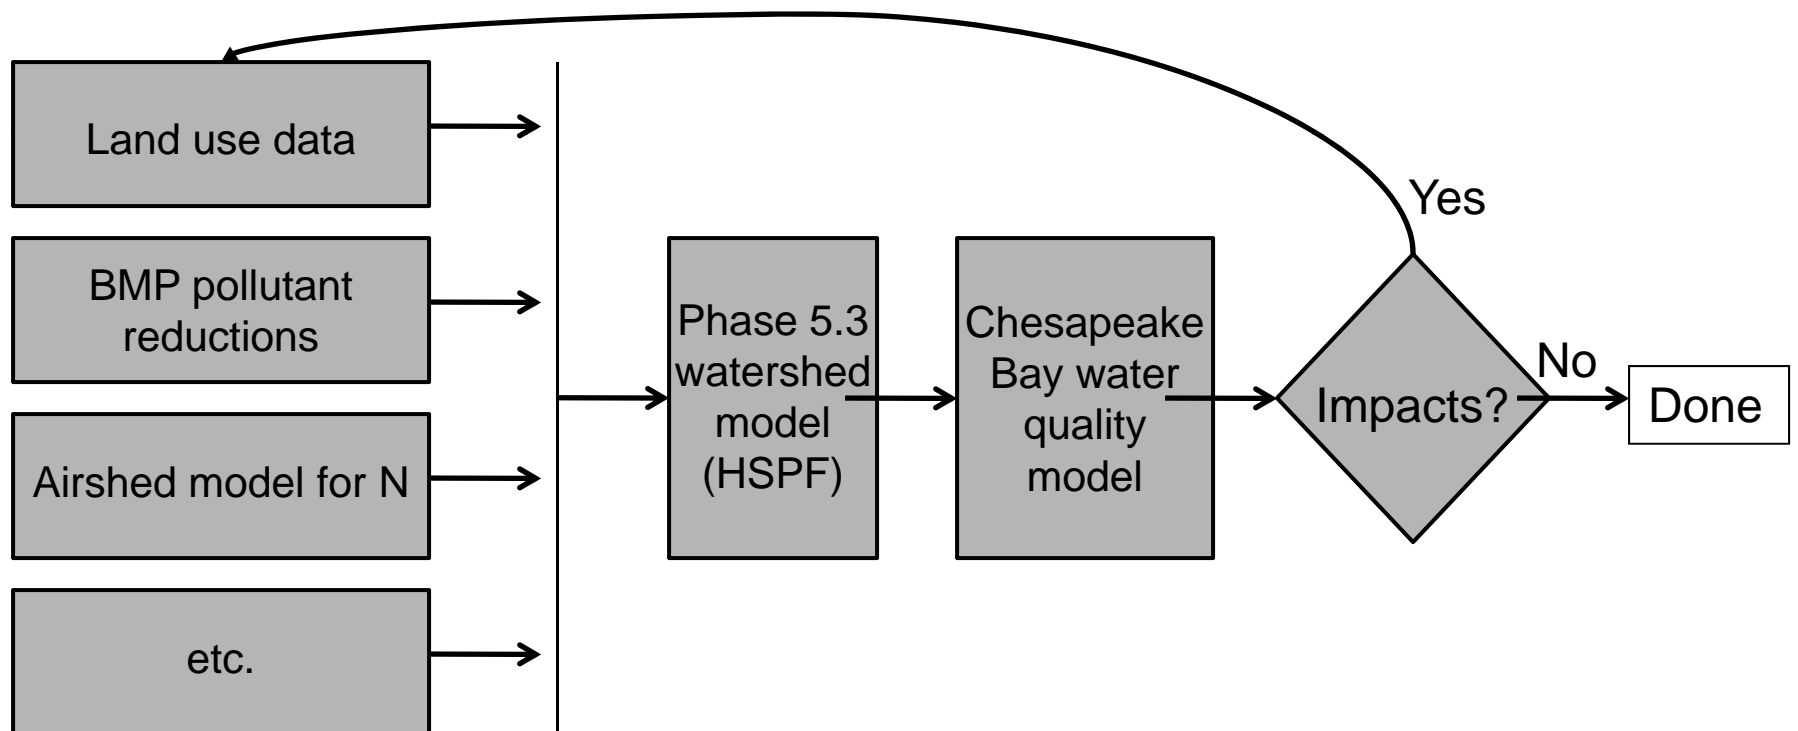 Land use data
BMP pollutant
reductions
Airshed model for N
etc.
Phase 5.3
watershed
model
(HSPF)
Chesapeake
Bay water
quality
model
Impacts?
Yes
No
Done